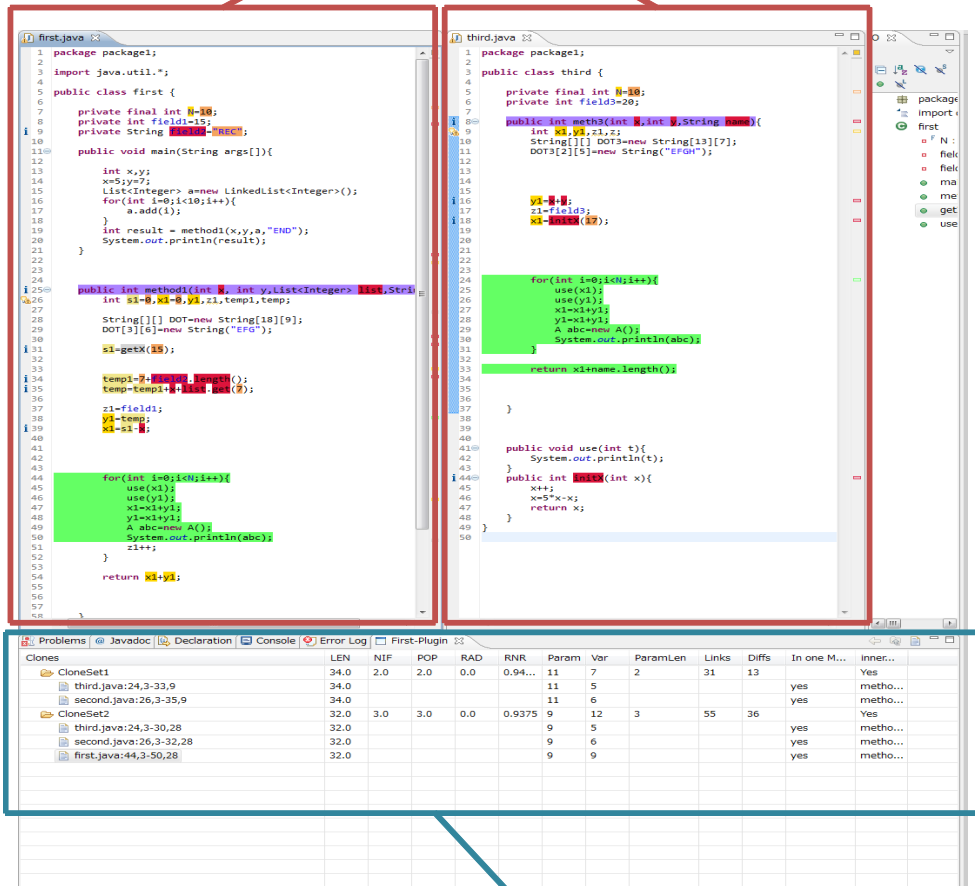 first.java
1 package package1;
2
3 import java.util.*;
4
5 public class first {
6
7 private final int N=10;
8 private int field1=15;
9 private String field2="REC";
10
11 public void main(String args[]){
12
13 int x,y;
14 x=5;y=7;
15 List<Integer> a=new LinkedList<Integer>();
16 for(int i=0;i<10;i++){
17 a.add(i);
18 }
19 int result = method1(x,y,a,"END");
20 System.out.println(result);
21 }
22
23
24
25 public int method1(int x, int y,List<Integer> list,Stri
26 int s1=0,x1=0,y1,z1,temp1,temp;
27
28 String[][] DOT=new String[18][9];
29 DOT[3][6]=new String("EFG");
30
31 s1=getX(15);
32
33
34 temp1=7+field2.length();
35 temp=temp1+x+list.get(7);
36
37 z1=field1;
38 y1=temp;
39 x1=s1-x;
40
41
42
43
44 for(int i=0;i<N;i++){
45 use(x1);
46 use(y1);
47 x1=x1+y1;
48 y1=x1+y1;
49 A abc=new A();
50 System.out.println(abc);
51 z1++;
52 }
53
54 return x1+y1;
55
56
57
58 }
third.java
1 package package1;
2
3 public class third {
4
5 private final int N=10;
6 private int field3=20;
7
8 public int meth3(int x,int y,String name){
9 int x1,y1,z1,z;
10 String[][] DOT3=new String[13][7];
11 DOT3[2][5]=new String("EFGH");
12
13
14
15
16 y1=x+y;
17 z1=field3;
18 x1=initX(17);
19
20
21
22
23
24 for(int i=0;i<N;i++){
25 use(x1);
26 use(y1);
27 x1=x1+y1;
28 y1=x1+y1;
29 A abc=new A();
30 System.out.println(abc);
31 }
32
33 return x1+name.length();
34
35
36
37 }
38
39
40
41 public void use(int t){
42 System.out.println(t);
43 }
44 public int initX(int x){
45 x++;
46 x=5*x-x;
47 return x;
48 }
49 }
50
package
import
first
N :
field
field
ma
me
get
use
Problems @ Javadoc Declaration Console Error Log First-Plugin
Clones LEN NIF POP RAD RNR Param Var ParamLen Links Diffs In one M... inner...
CloneSet1 34.0 2.0 2.0 0.0 0.94... 11 7 2 31 13 Yes
third.java:24,3-33,9 34.0 11 5 yes metho...
second.java:26,3-35,9 34.0 11 6 yes metho...
CloneSet2 32.0 3.0 3.0 0.0 0.9375 9 12 3 55 36 Yes
third.java:24,3-30,28 32.0 9 5 yes metho...
second.java:26,3-32,28 32.0 9 6 yes metho...
first.java:44,3-50,28 32.0 9 9 yes metho...